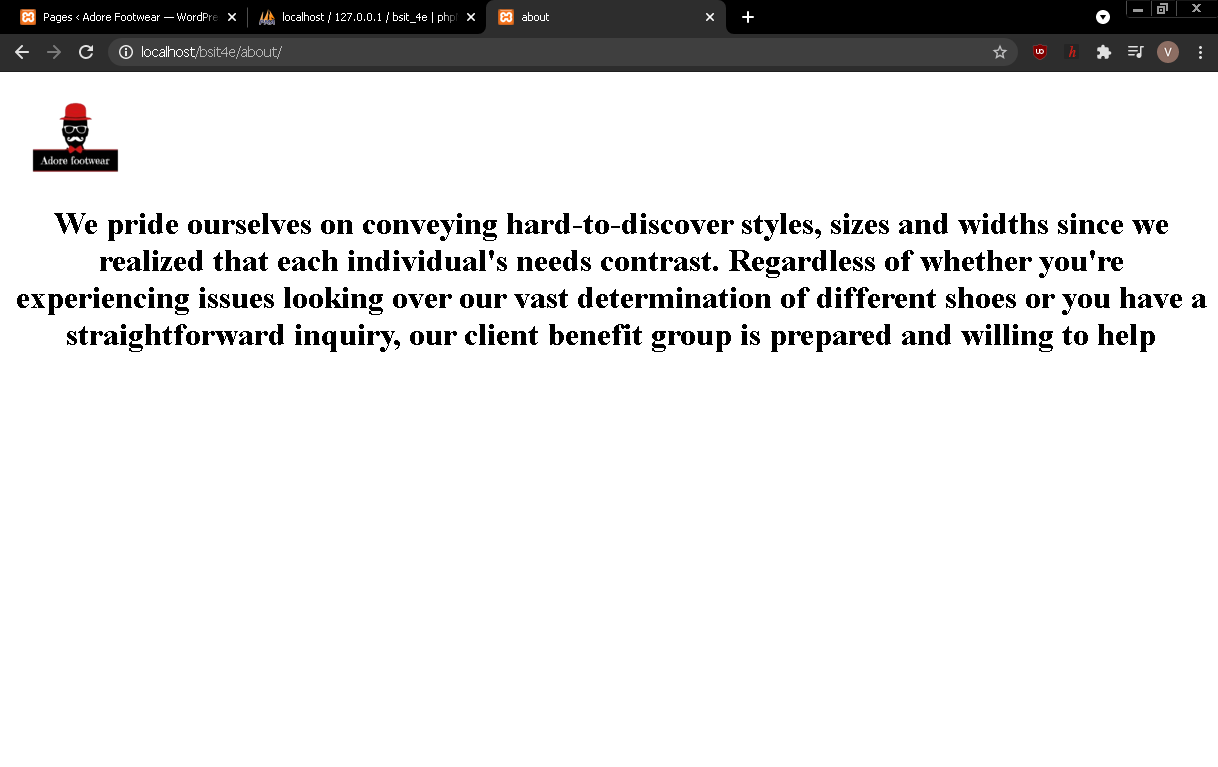 Pages ‹ Adore Footwear — WordPre
localhost / 127.0.0.1 / bsit_4e | php
about
localhost/bsit4e/about/
V
Adore footwear
We pride ourselves on conveying hard-to-discover styles, sizes and widths since we
realized that each individual's needs contrast. Regardless of whether you're
experiencing issues looking over our vast determination of different shoes or you have a
straightforward inquiry, our client benefit group is prepared and willing to help